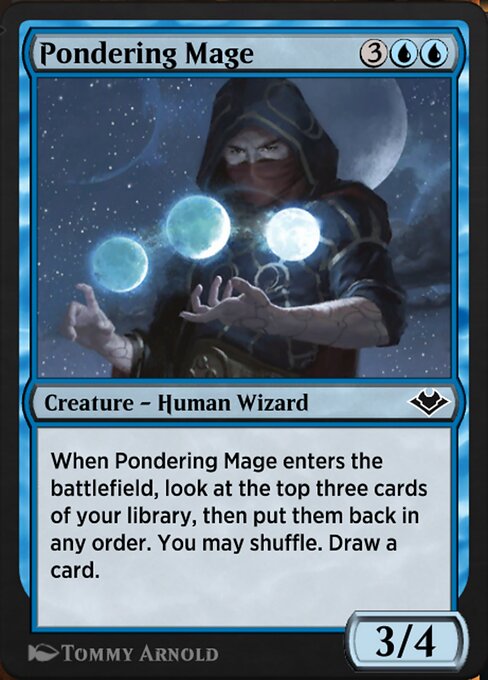 Pondering Mage 3
Creature – Human Wizard
When Pondering Mage enters the
battlefield, look at the top three cards
of your library, then put them back in
any order. You may shuffle. Draw a
card.
3/4
Tommy Arnold